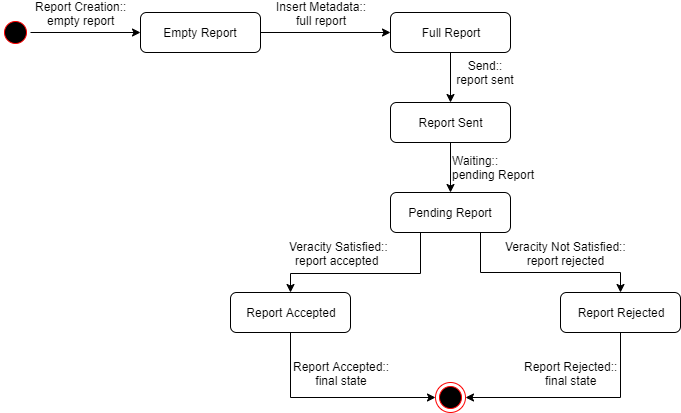 Report Creation::
empty report
Insert Metadata::
full report
Empty Report
Full Report
Send::
report sent
Report Sent
Waiting::
pending Report
Pending Report
Veracity Satisfied::
report accepted
Veracity Not Satisfied::
report rejected
Report Accepted
Report Rejected
Report Accepted::
final state
Report Rejected::
final state